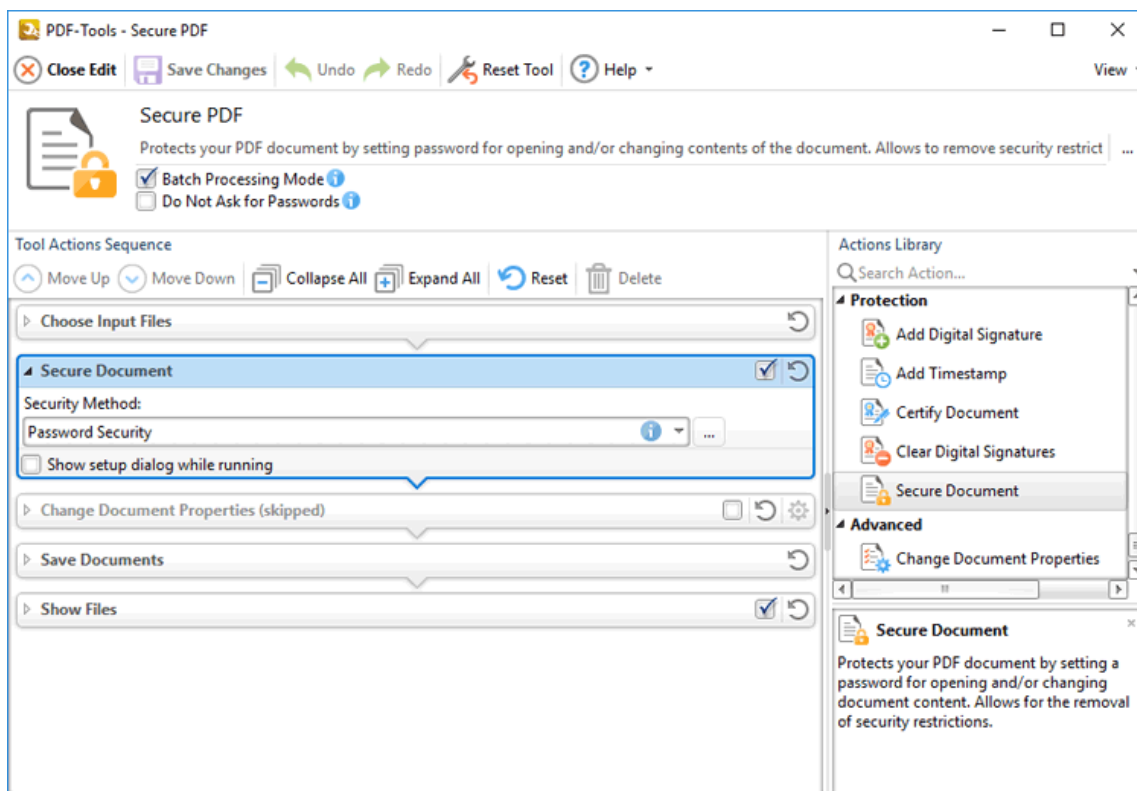 PDF-Tools - Secure PDF
Close Edit Save Changes Undo Redo Reset Tool Help View
Secure PDF
Protects your PDF document by setting password for opening and/or changing contents of the document. Allows to remove security restrict ...
Batch Processing Mode
Do Not Ask for Passwords
Tool Actions Sequence
Move Up Move Down Collapse All Expand All Reset Delete
Choose Input Files
Secure Document
Security Method:
Password Security ...
Show setup dialog while running
Change Document Properties (skipped)
Save Documents
Show Files
Actions Library
Search Action...
Protection
Add Digital Signature
Add Timestamp
Certify Document
Clear Digital Signatures
Secure Document
Advanced
Change Document Properties
Secure Document
Protects your PDF document by setting a
password for opening and/or changing
document content. Allows for the removal
of security restrictions.